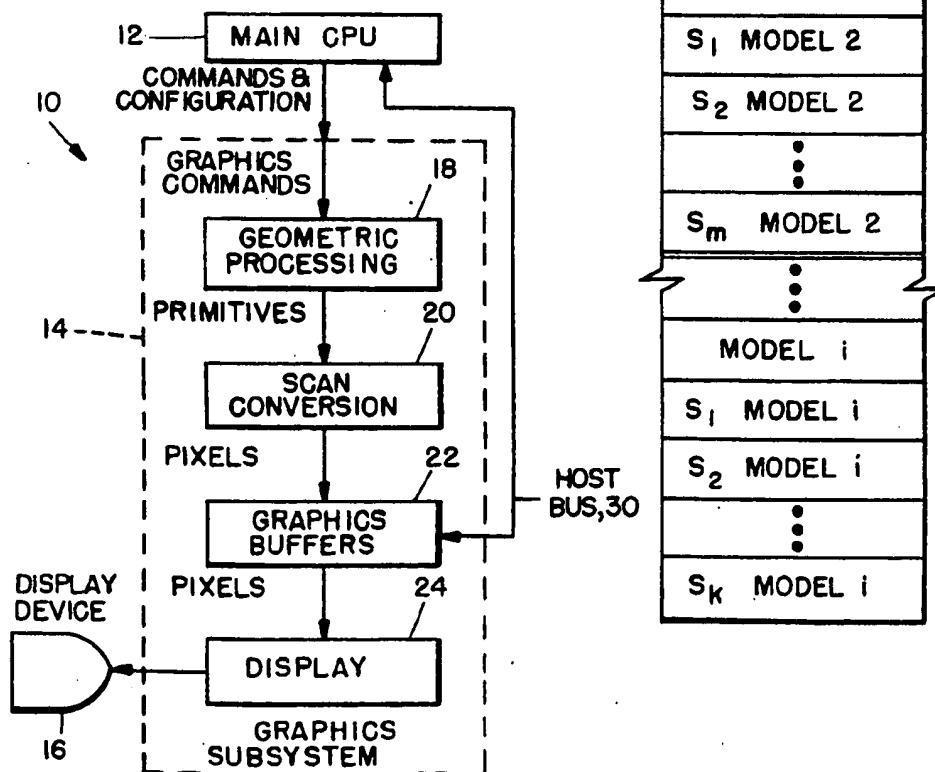 12
MAIN CPU
COMMANDS &
CONFIGURATION
10
GRAPHICS
COMMANDS
18
GEOMETRIC
PROCESSING
14
PRIMITIVES
20
SCAN
CONVERSION
PIXELS
22
GRAPHICS
BUFFERS
HOST
BUS,30
PIXELS
24
DISPLAY
DEVICE
DISPLAY
16
GRAPHICS
SUBSYSTEM
S1 MODEL 2
S2 MODEL 2
Sm MODEL 2
MODEL i
S1 MODEL i
S2 MODEL i
Sk MODEL i